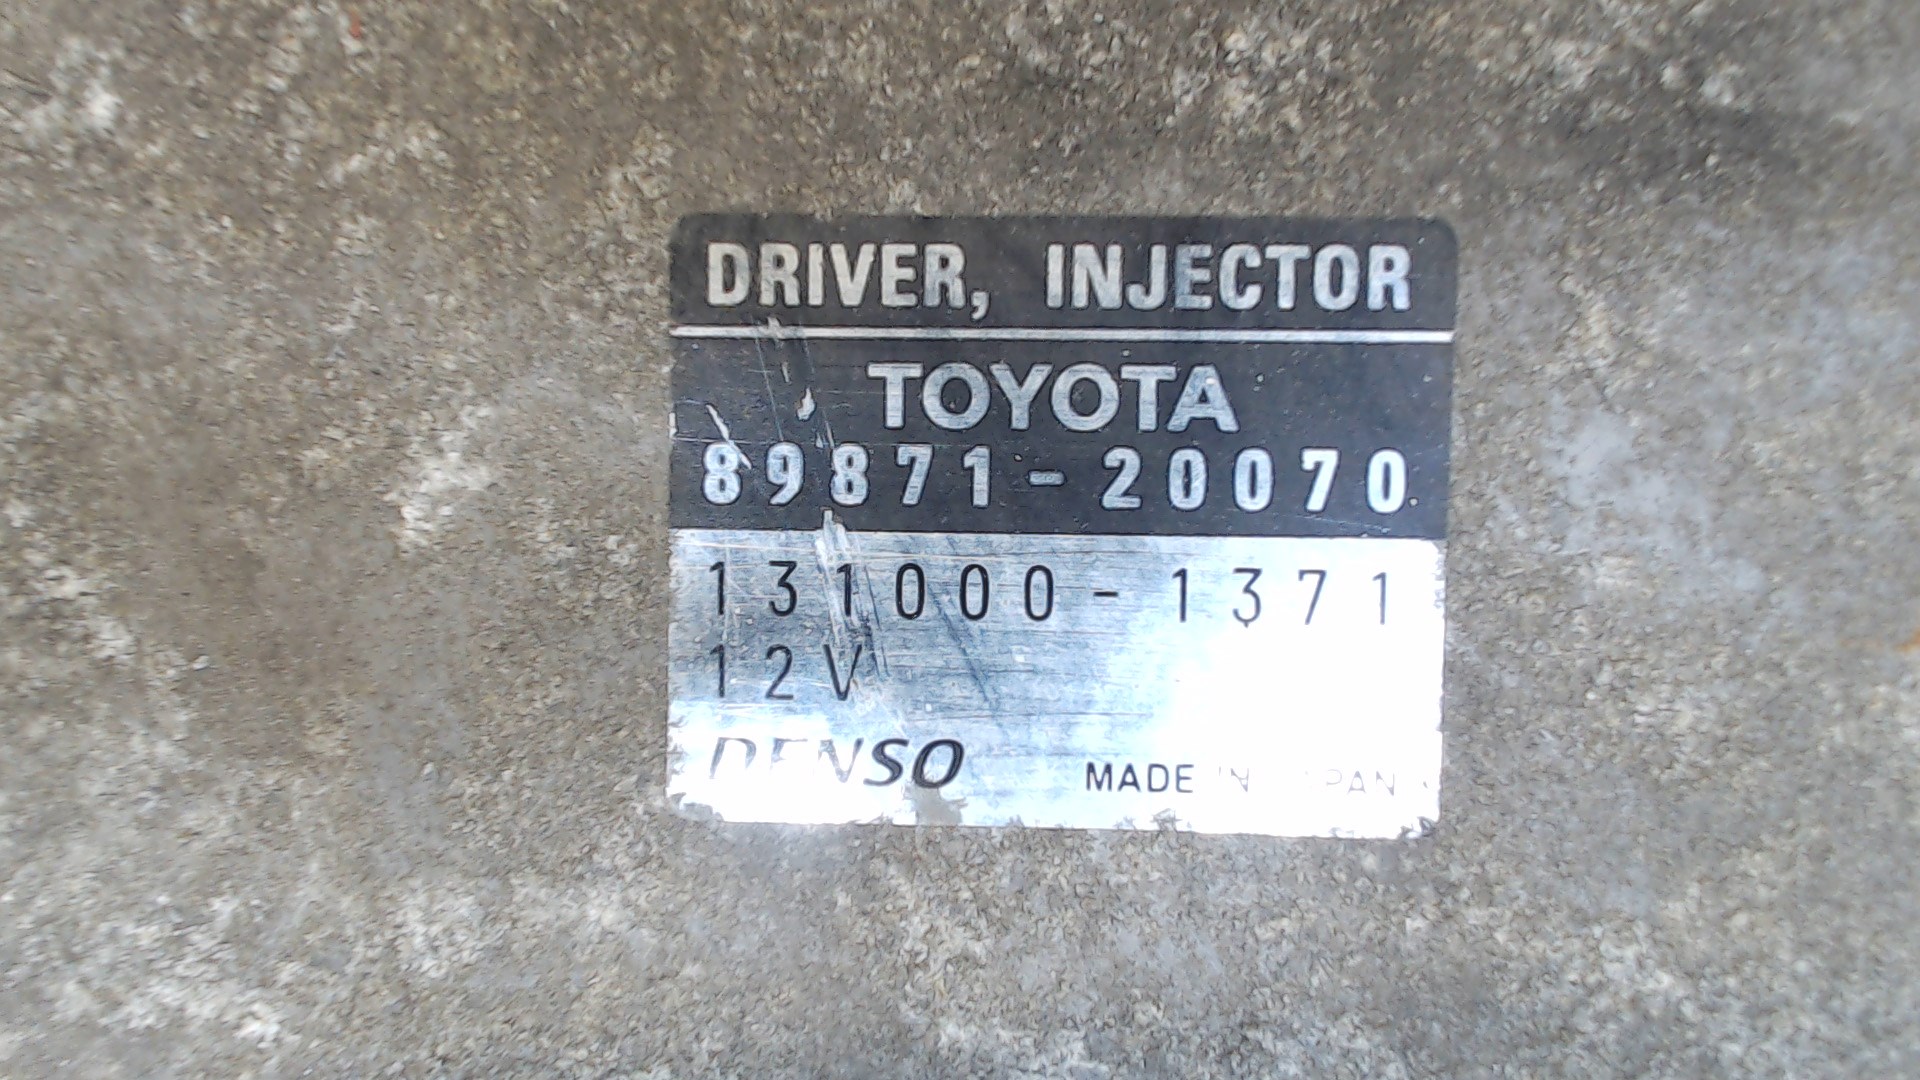 DRIVER, INJECTOR
TOYOTA
89871-20070
131000-1371
12V
DENSO
MADE IN JAPAN